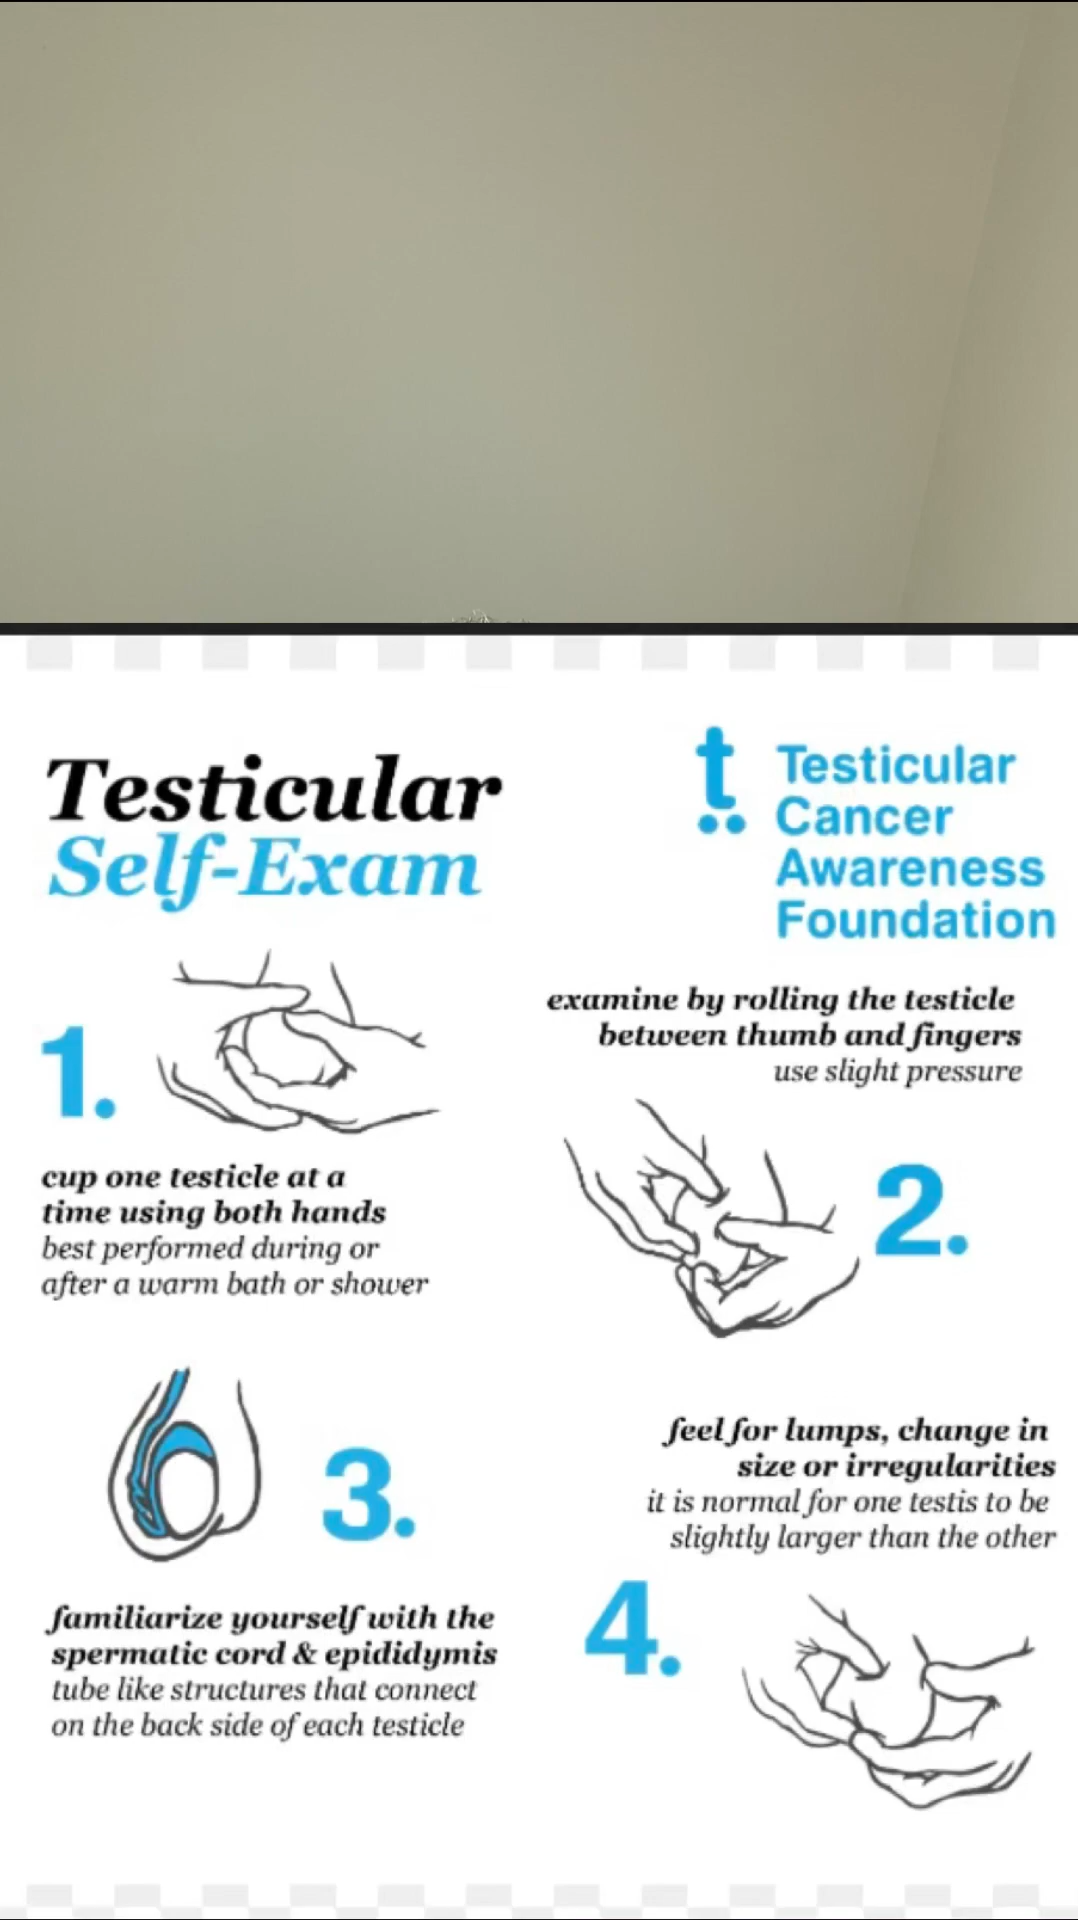 Testicular
Self-Exam
Testicular
Cancer
Awareness
Foundation
1.
cup one testicle at a
time using both hands
best performed during or
after a warm bath or shower
examine by rolling the testicle
between thumb and fingers
use slight pressure
2.
3.
familiarize yourself with the
spermatic cord & epididymis
tube like structures that connect
on the back side of each testicle
feel for lumps, change in
size or irregularities
it is normal for one testis to be
slightly larger than the other
4.